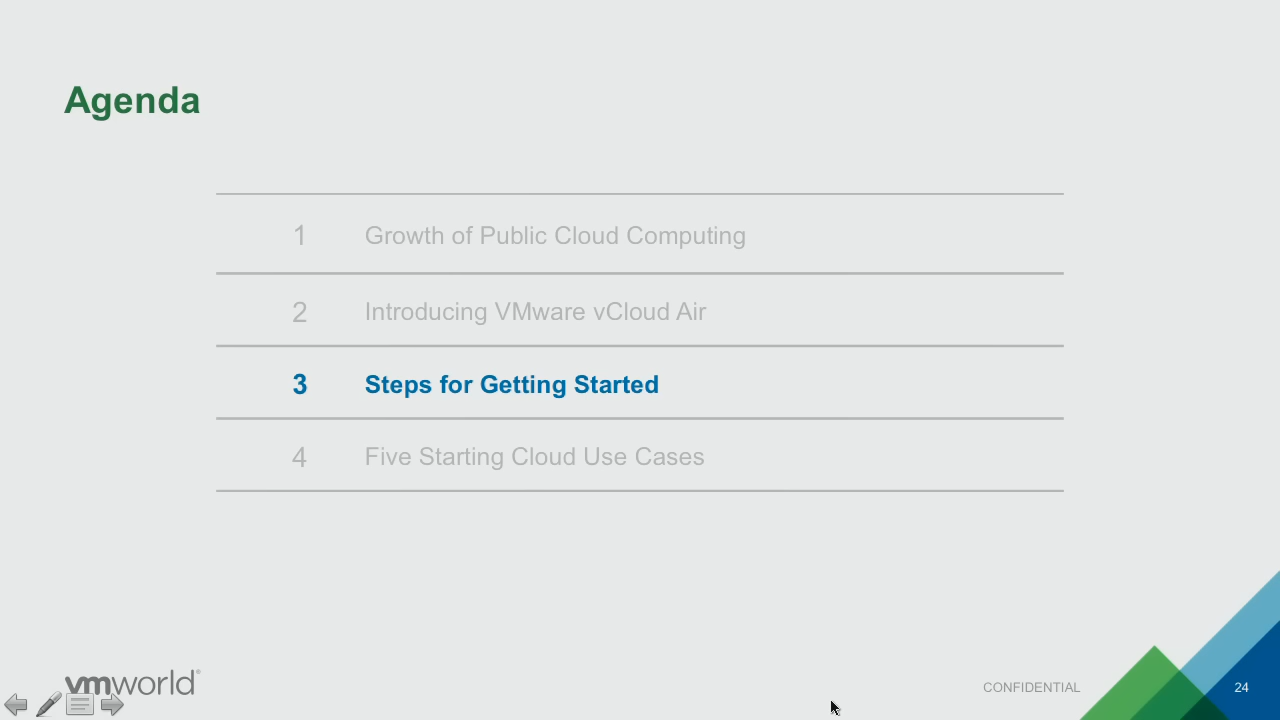 Agenda
1 Growth of Public Cloud Computing
2 Introducing VMware vCloud Air
3 Steps for Getting Started
4 Five Starting Cloud Use Cases
vmworld®
CONFIDENTIAL
24